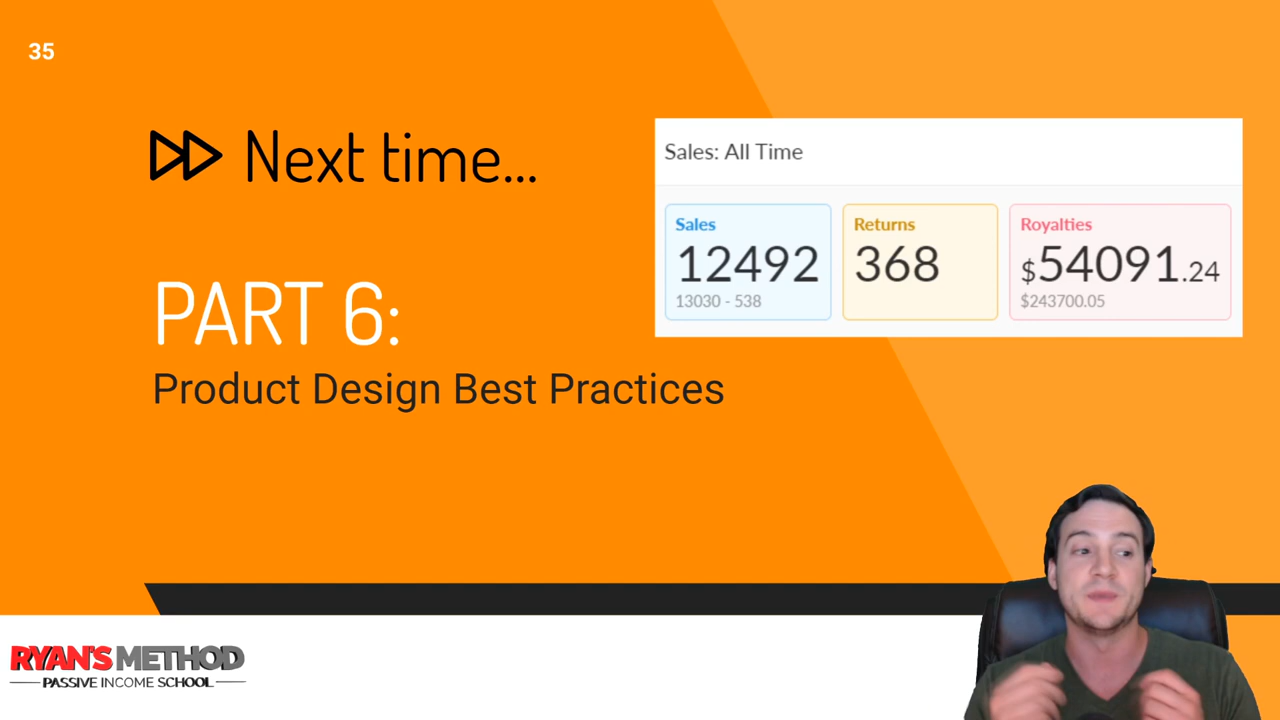 35
Next time...
PART 6:
Product Design Best Practices
Sales: All Time
Sales
12492
13030 - 538
Returns
368
Royalties
$54091.24
$243700.05
RYAN'S METHOD
PASSIVE INCOME SCHOOL